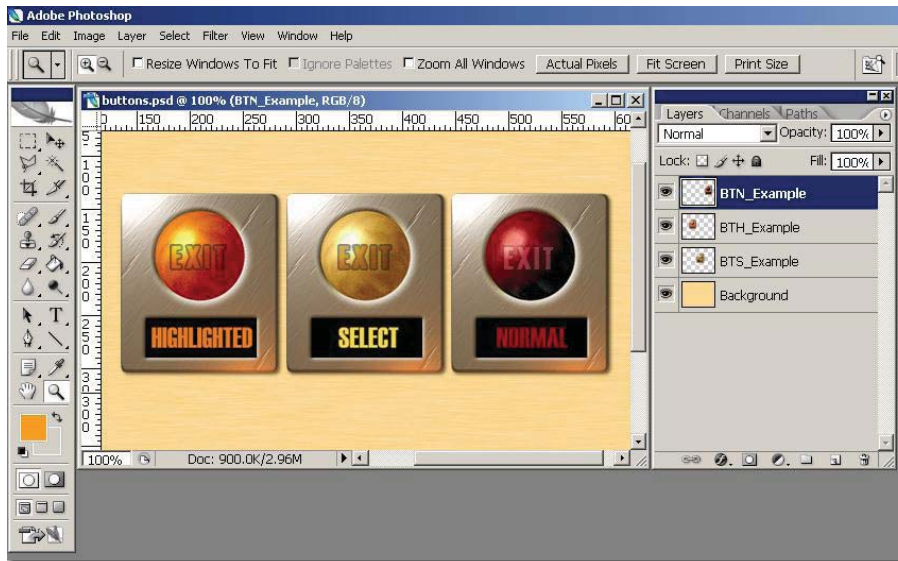 Adobe Photoshop
File Edit Image Layer Select Filter View Window Help
Resize Windows To Fit Ignore Palettes Zoom All Windows Actual Pixels Fit Screen Print Size
buttons.psd @ 100% (BTN_Example, RGB/8)
150 200 250 300 350 400 450 500 550
EXIT EXIT EXIT
HIGHLIGHTED SELECT NORMAL
100% Doc: 900.0K/2.96M
Layers Channels Paths
Normal Opacity: 100%
Lock: Fill: 100%
BTN_Example
BTH_Example
BTS_Example
Background